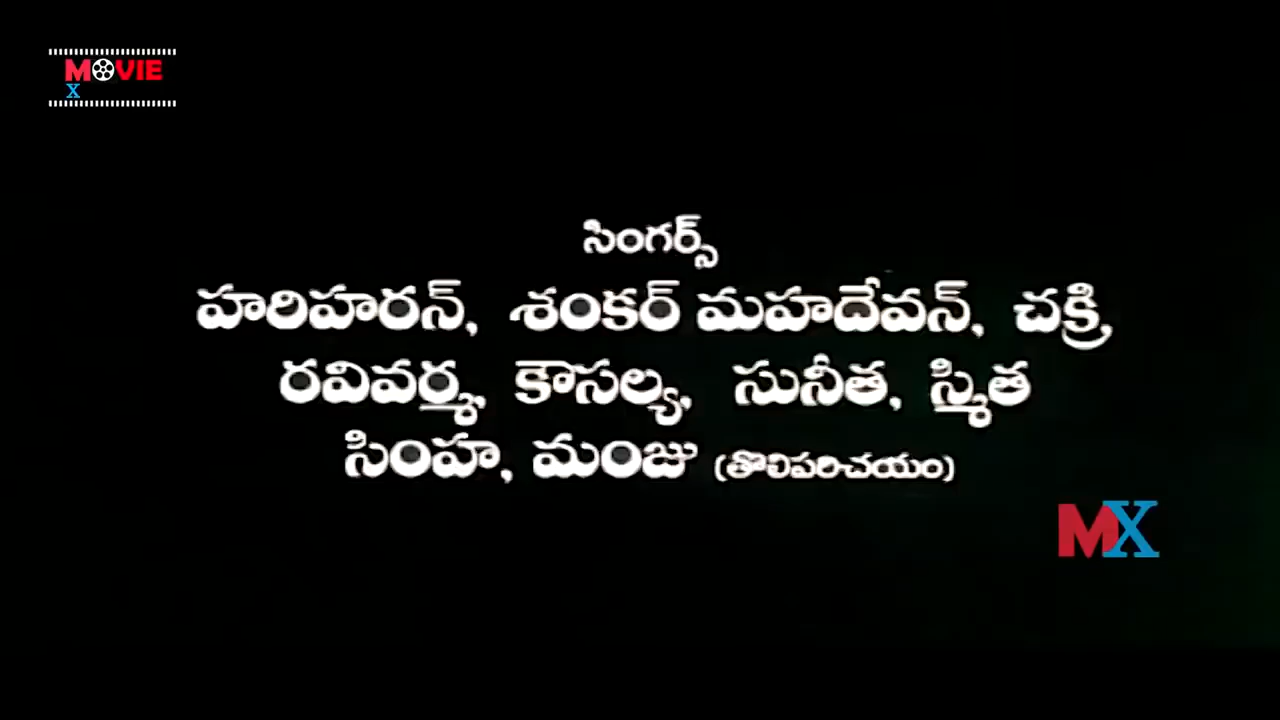 MOVIE
X
సింగర్స్
హరిహరన్, శంకర్ మహదేవన్, చక్రి,
రవివర్మ, కౌసల్య, సునీత, స్మిత
సింహ, మంజు (తొలిపరిచయం)
MX